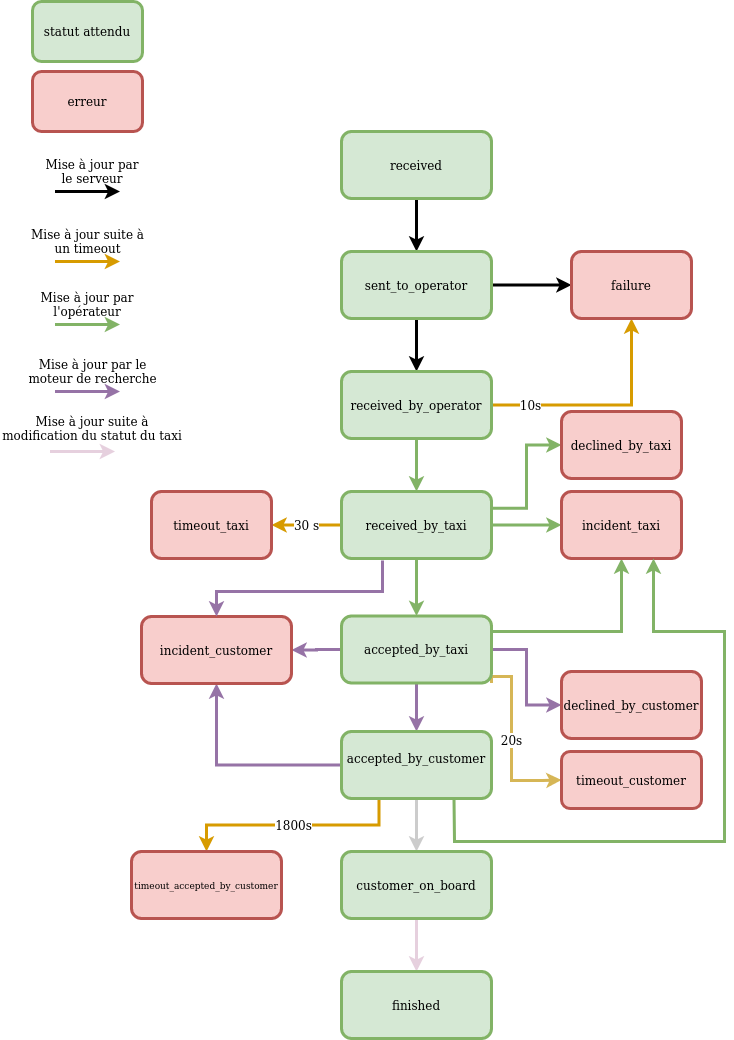 statut attendu
erreur
Mise à jour par
le serveur
Mise à jour suite à
un timeout
Mise à jour par
l'opérateur
Mise à jour par le
moteur de recherche
Mise à jour suite à
modification du statut du taxi
received
sent_to_operator
failure
received_by_operator
10s
declined_by_taxi
timeout_taxi
30 s
received_by_taxi
incident_taxi
incident_customer
accepted_by_taxi
declined_by_customer
20s
accepted_by_customer
timeout_customer
1800s
timeout_accepted_by_customer
customer_on_board
finished